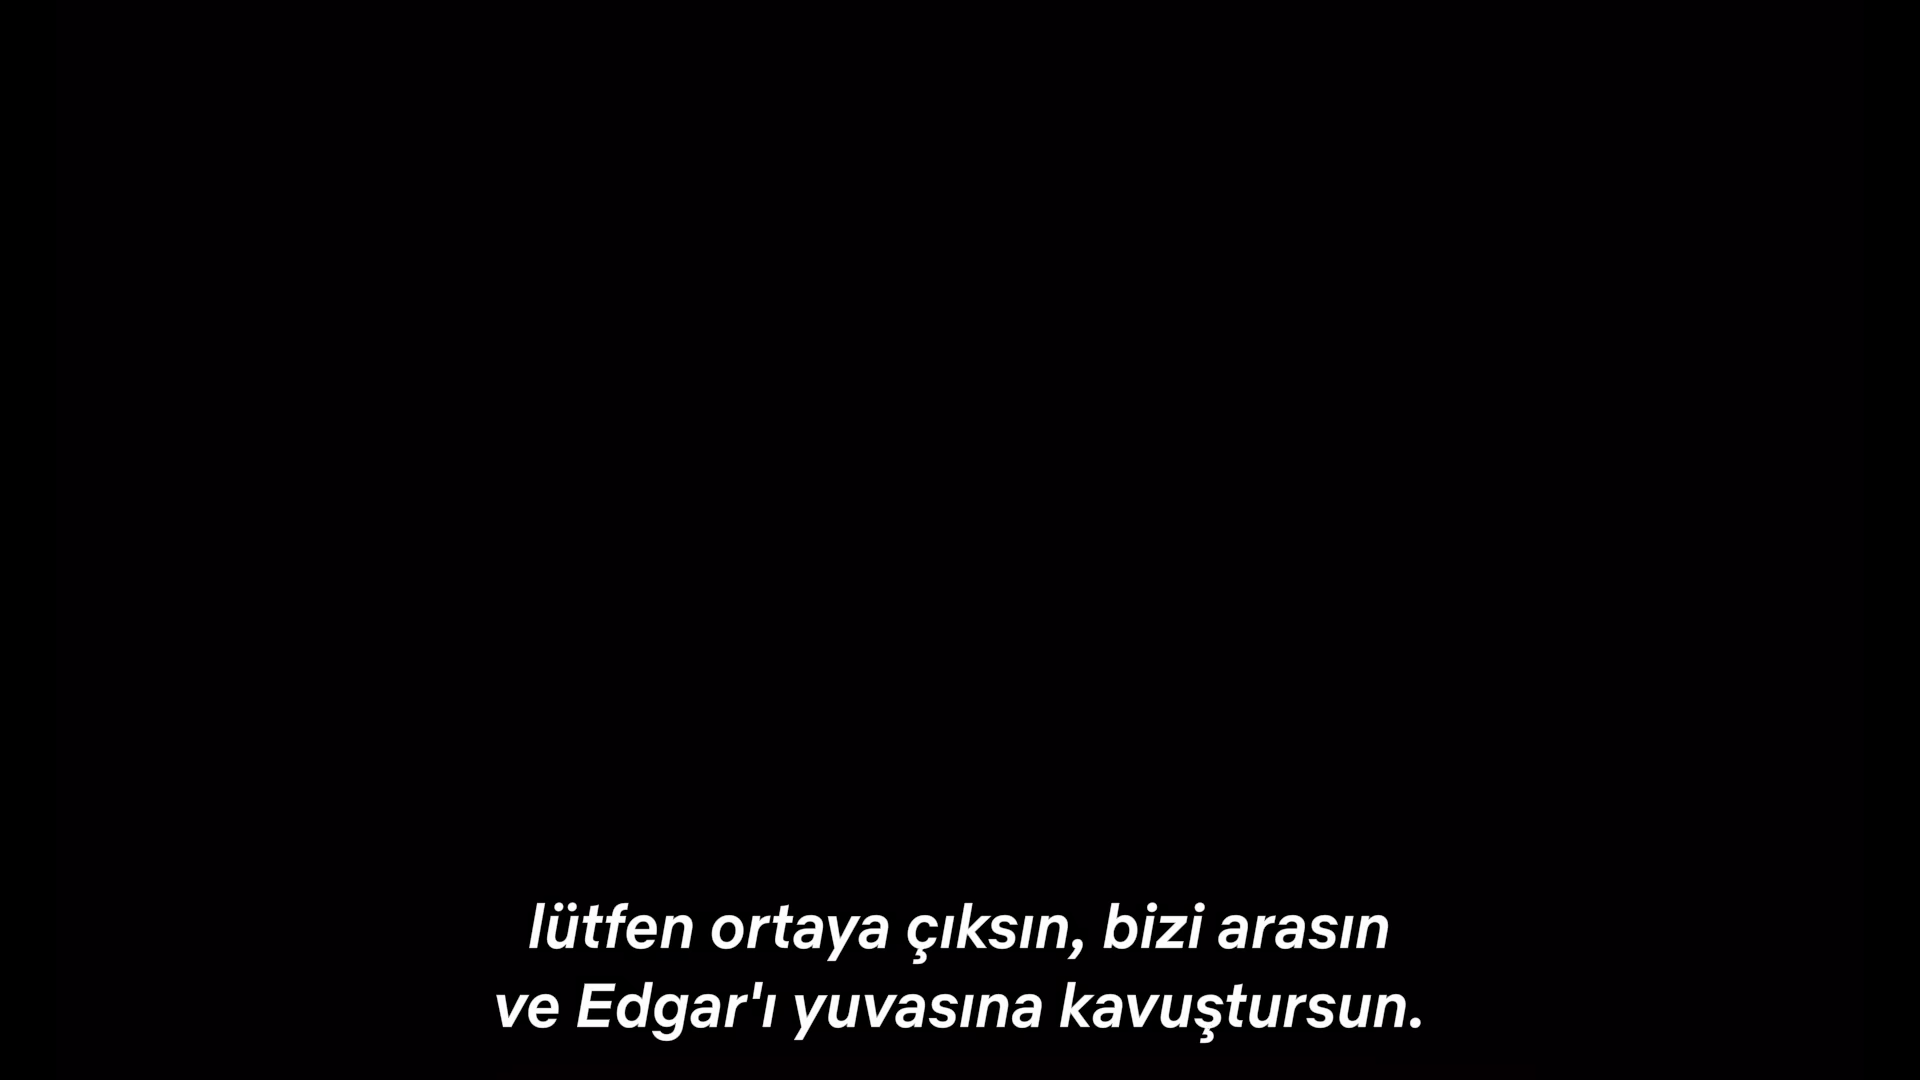 lütfen ortaya çıksın, bizi arasın
ve Edgar'ı yuvasına kavuştursun.